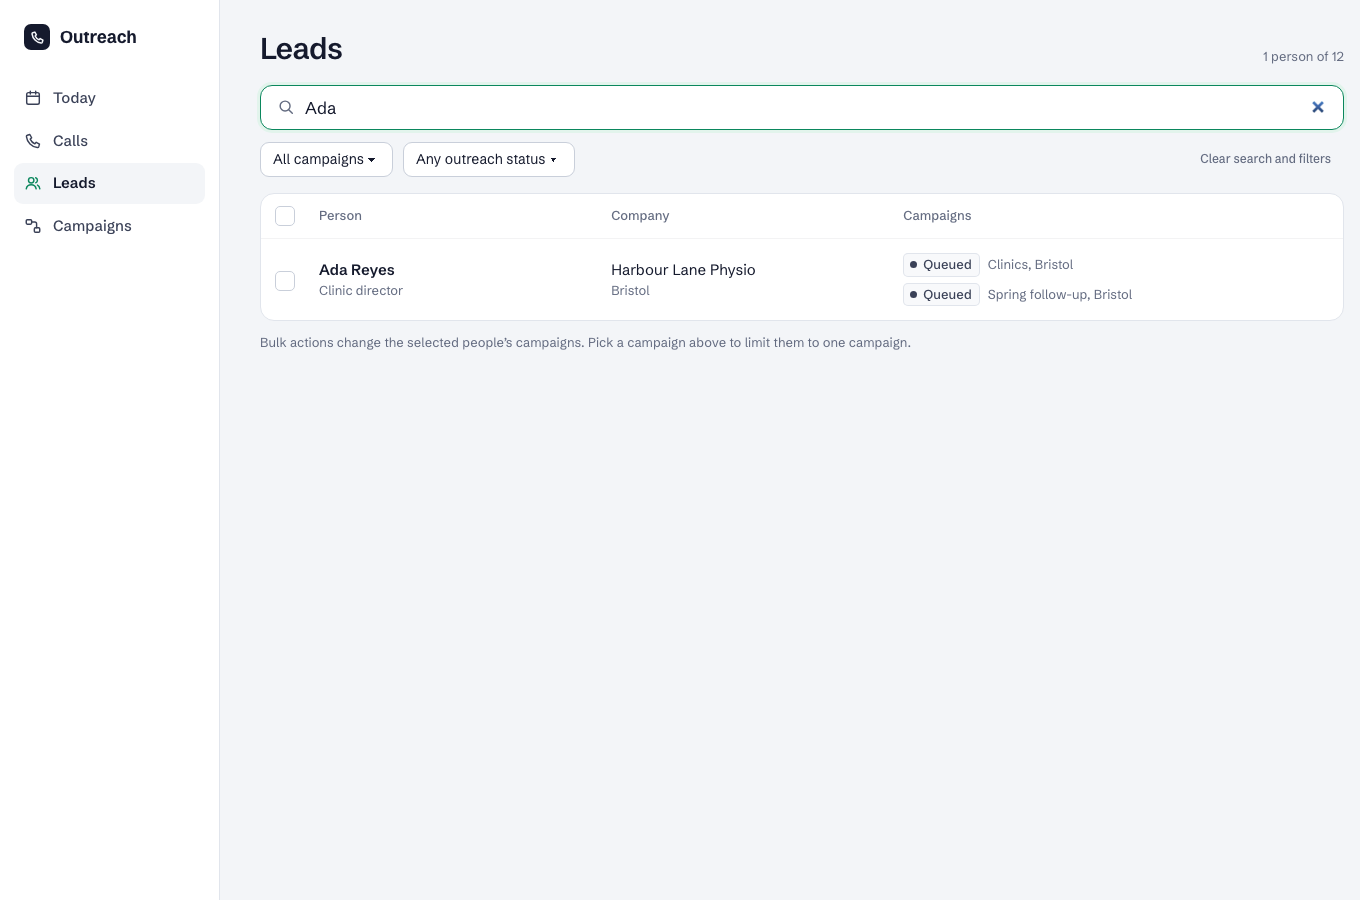 Outreach
Today
Calls
Leads
Campaigns
Leads
1 person of 12
Ada
All campaigns
Any outreach status
Clear search and filters
Person Company Campaigns
Ada Reyes
Clinic director
Harbour Lane Physio
Bristol
Queued Clinics, Bristol
Queued Spring follow-up, Bristol
Bulk actions change the selected people's campaigns. Pick a campaign above to limit them to one campaign.